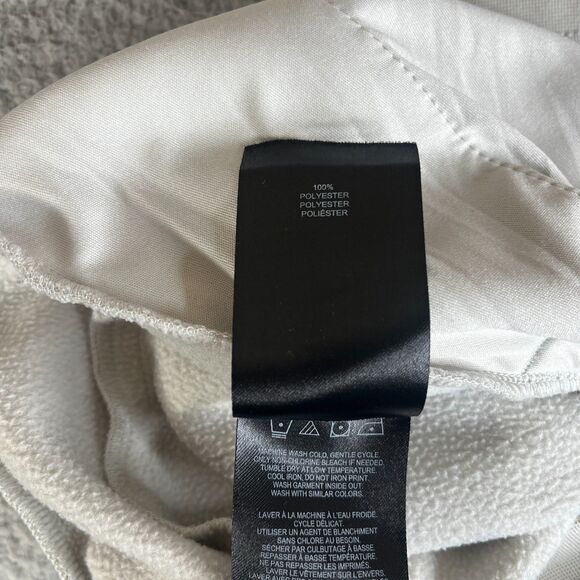 100%
POLYESTER
POLYESTER
POLIÉSTER
MACHINE WASH COLD, GENTLE CYCLE.
ONLY NON-CHLORINE BLEACH IF NEEDED.
TUMBLE DRY AT LOW TEMPERATURE.
COOL IRON, DO NOT IRON PRINT
WASH GARMENT INSIDE OUT.
WASH WITH SIMILAR COLORS.
LAVER À LA MACHINE À L'EAU FROIDE.
CYCLE DÉLICAT.
UTILISER UN AGENT DE BLANCHIMENT
SANS CHLORE AU BESOIN.
SÉCHER PAR CULBUTAGE À BASSE
REPASSER À BASSE TEMPÉRATURE.
NE PAS REPASSER LES IMPRIMÉS.
LAVER LE VÊTEMENT SUR L'ENVERS.